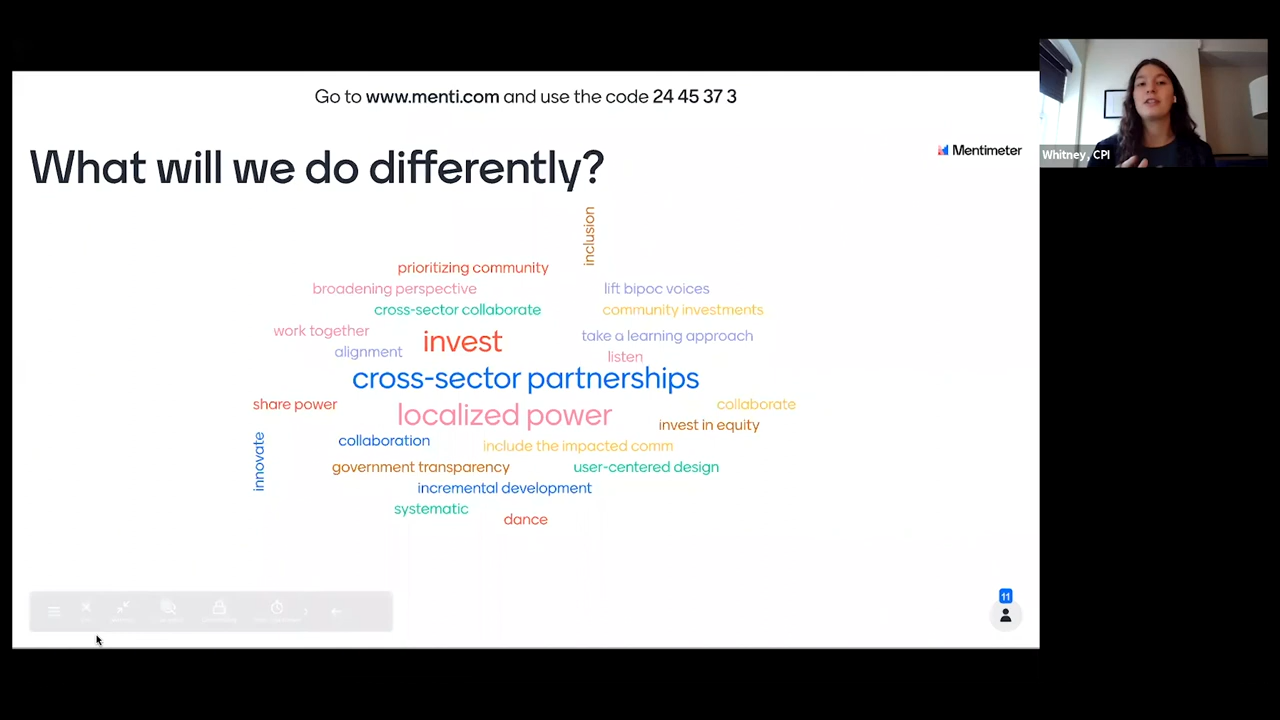 Go to www.menti.com and use the code 24 45 37 3
What will we do differently?
Mentimeter
Whitney, CPI
inclusion
prioritizing community
broadening perspective
lift bipoc voices
cross-sector collaborate
community investments
work together
invest
take a learning approach
alignment
listen
cross-sector partnerships
share power
localized power
collaborate
invest in equity
innovate
collaboration
include the impacted comm
government transparency
user-centered design
incremental development
systematic
dance
11